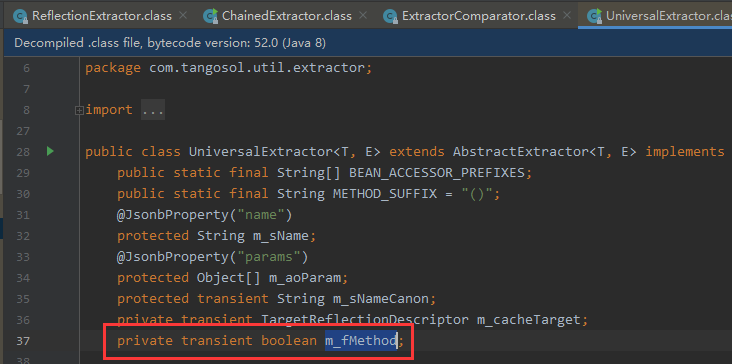 ReflectionExtractor.class ChainedExtractor.class ExtractorComparator.class UniversalExtractor.cla
Decompiled .class file, bytecode version: 52.0 (Java 8)
6 package com.tangosol.util.extractor;
7
8 import ...
27
28 public class UniversalExtractor<T, E> extends AbstractExtractor<T, E> implements
29 public static final String[] BEAN_ACCESSOR_PREFIXES;
30 public static final String METHOD_SUFFIX = "()";
31 @JsonbProperty("name")
32 protected String m_sName;
33 @JsonbProperty("params")
34 protected Object[] m_aoParam;
35 protected transient String m_sNameCanon;
36 private transient TargetReflectionDescriptor m_cacheTarget;
37 private transient boolean m_fMethod;
38